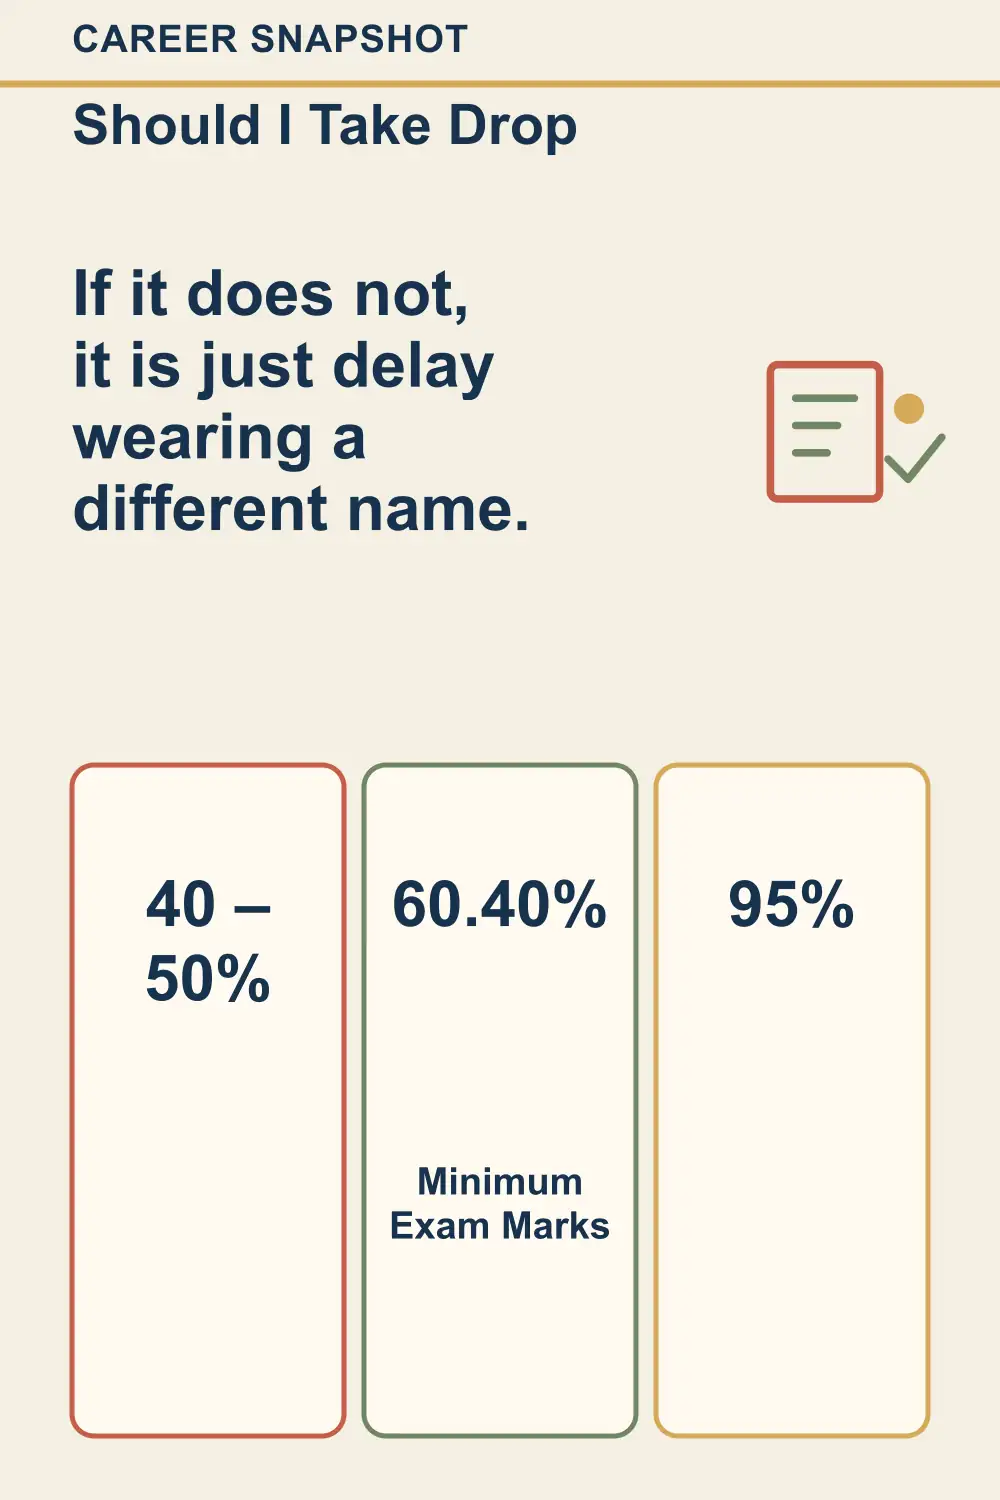 CAREER SNAPSHOT
Should I Take Drop
If it does not,
it is just delay
wearing a
different name.
40 –
50%
60.40%
Minimum
Exam Marks
95%